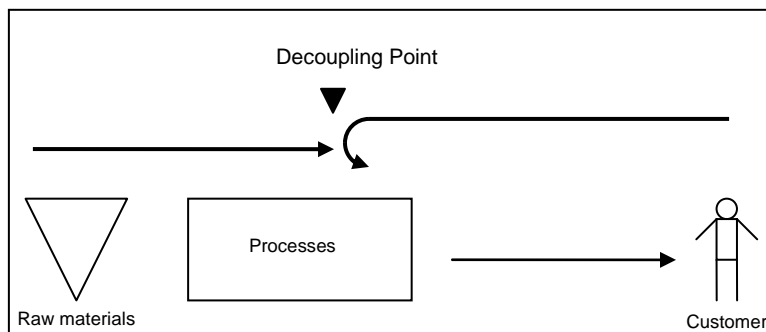 Decoupling Point
Processes
Raw materials
Customer